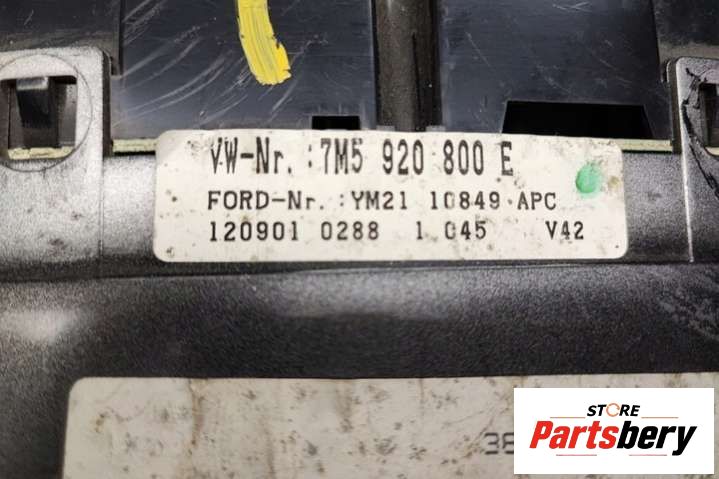 VW-Nr. :7M5 920 800 E
FORD-Nr. :YM21 10849 APC
120901 0288 1 045 V42
STORE
Partsbery